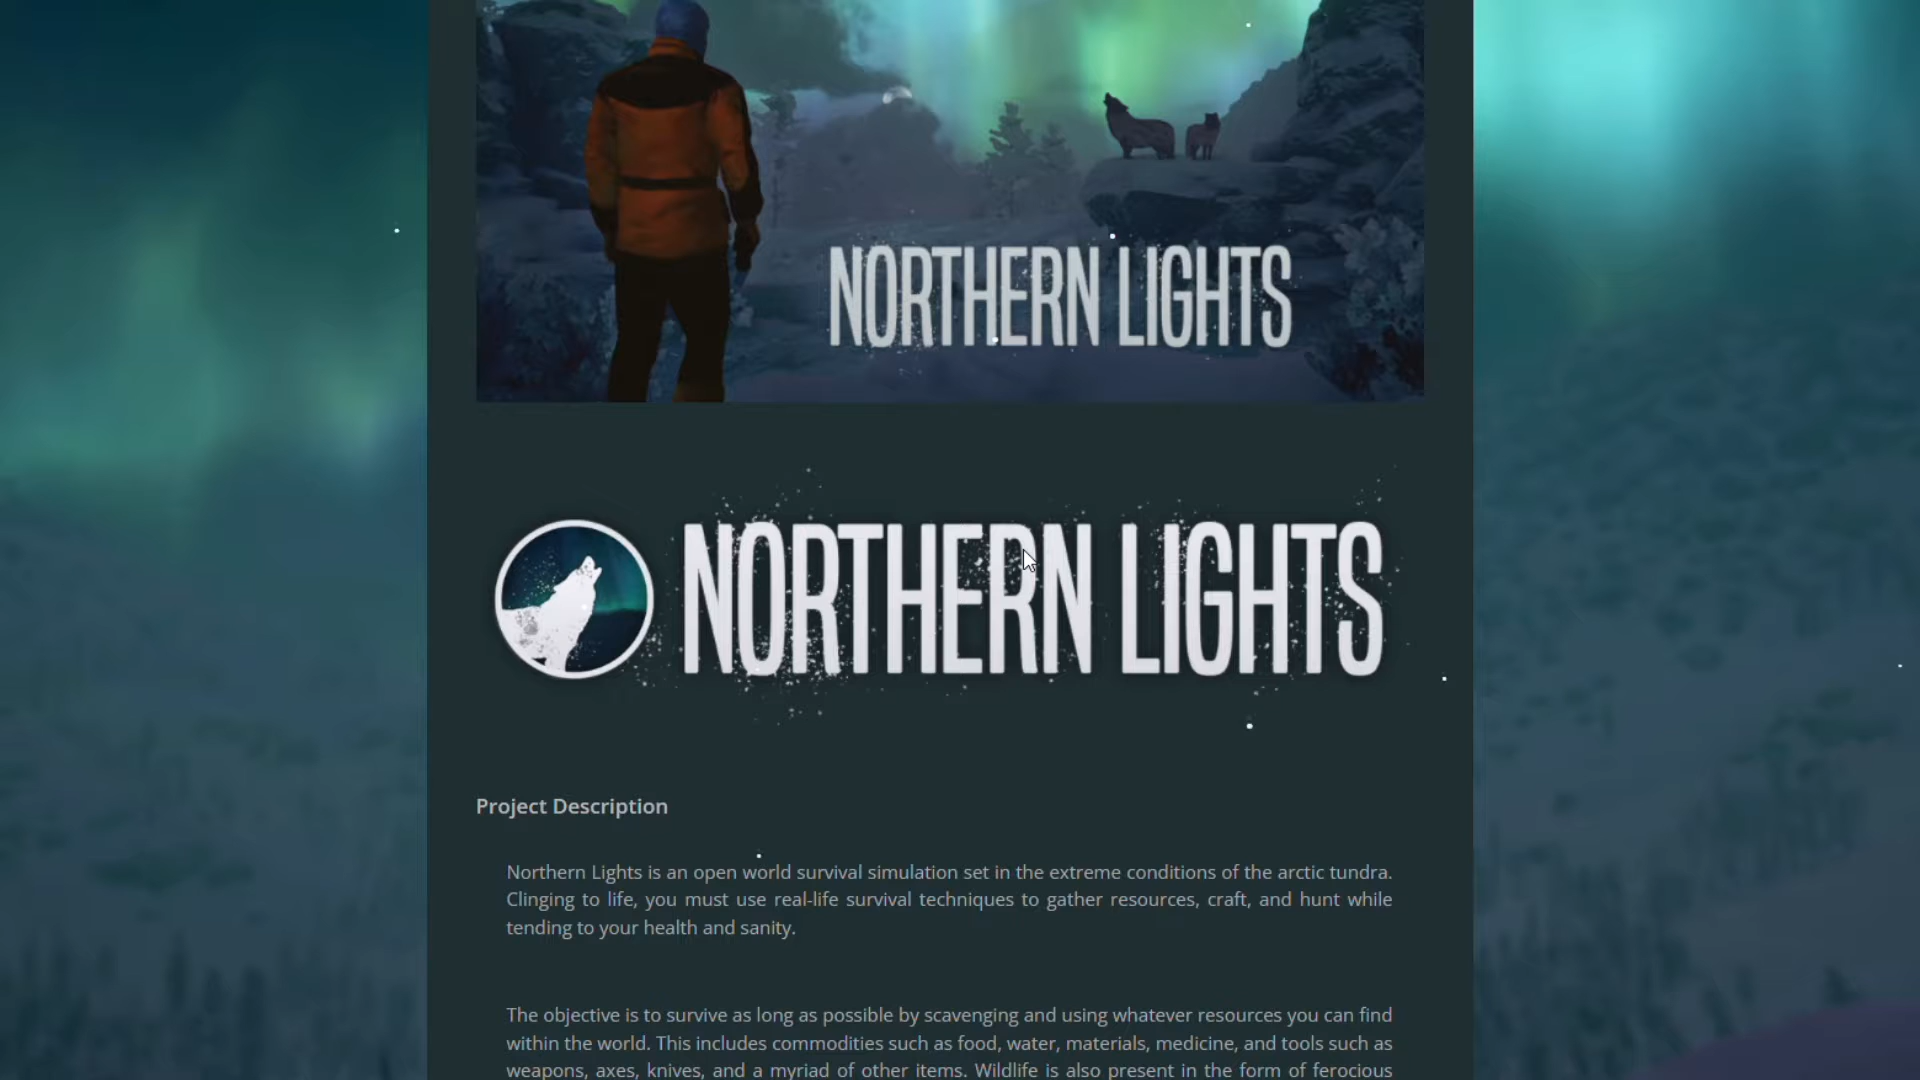 NORTHERN LIGHTS
NORTHERN LIGHTS
Project Description
Northern Lights is an open world survival simulation set in the extreme conditions of the arctic tundra.
Clinging to life, you must use real-life survival techniques to gather resources, craft, and hunt while
tending to your health and sanity.
The objective is to survive as long as possible by scavenging and using whatever resources you can find
within the world. This includes commodities such as food, water, materials, medicine, and tools such as
weapons, axes, knives, and a myriad of other items. Wildlife is also present in the form of ferocious